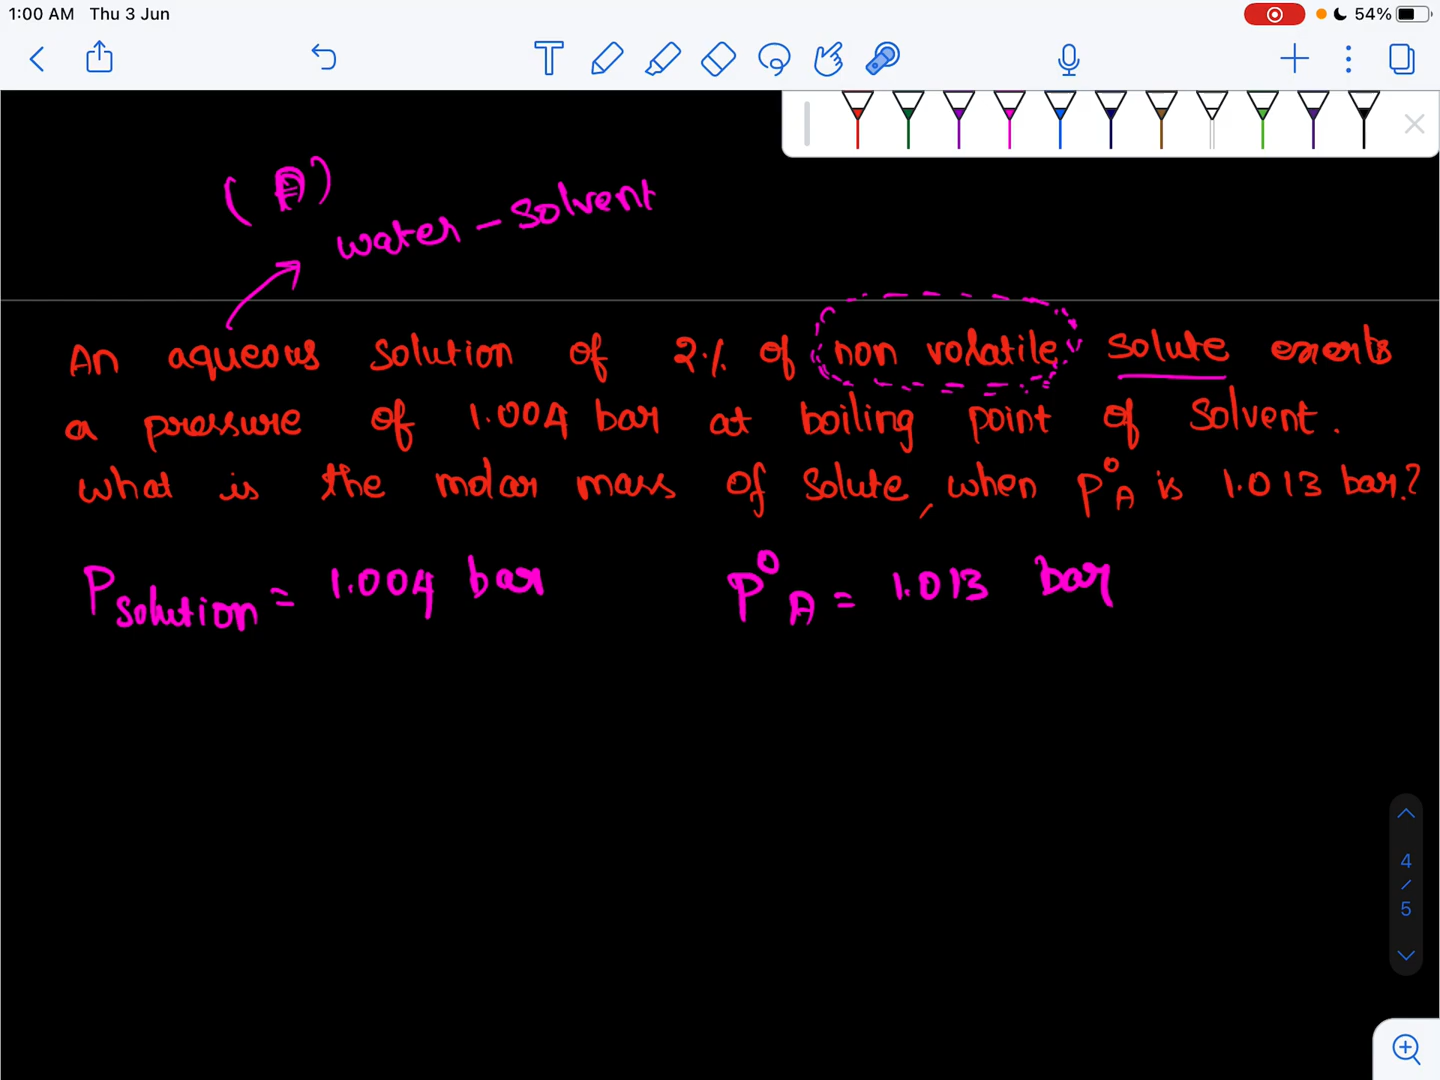 1:00 AM Thu 3 Jun
54%
T
(A)
water - solvent
An aqueous solution of 2% of non volatile solute exerts
a pressure of 1.004 bar at boiling point of solvent.
what is the molar mass of solute, when P°A is 1.013 bar?
Psolution = 1.004 bar
P°A = 1.013 bar
4
/
5